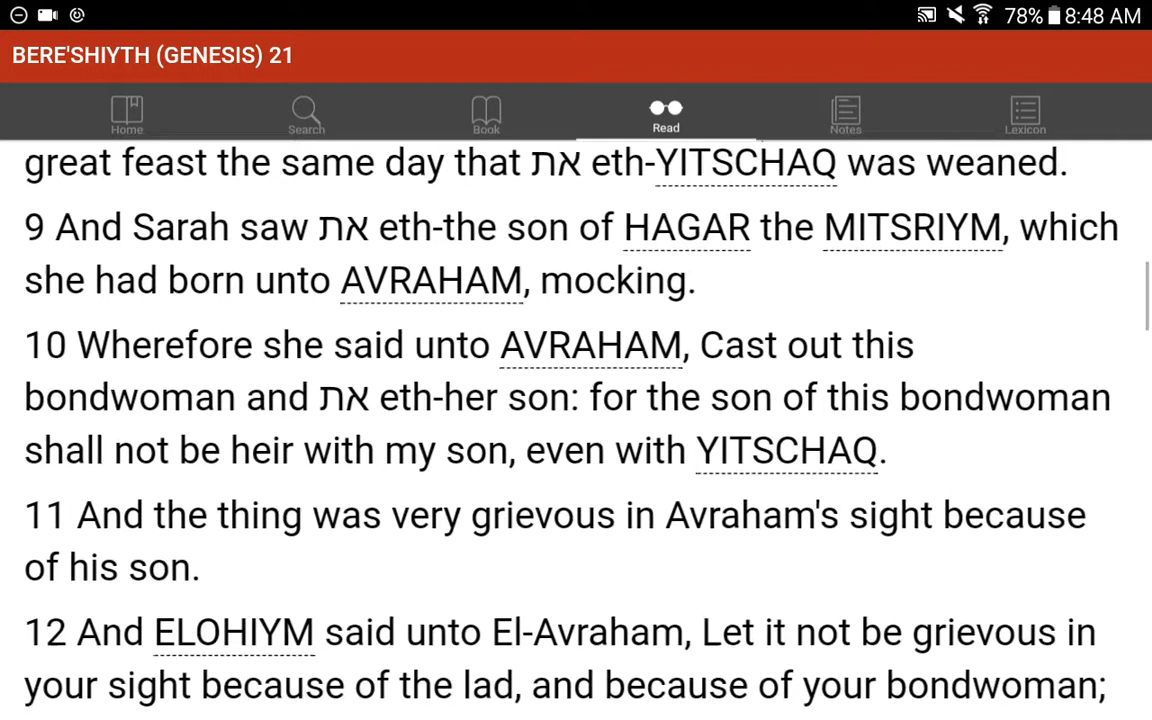 78% 8:48 AM
BERE'SHIYTH (GENESIS) 21
Home Search Book Read Notes Lexicon
great feast the same day that את eth-YITSCHAQ was weaned.
9 And Sarah saw את eth-the son of HAGAR the MITSRIYM, which
she had born unto AVRAHAM, mocking.
10 Wherefore she said unto AVRAHAM, Cast out this
bondwoman and את eth-her son: for the son of this bondwoman
shall not be heir with my son, even with YITSCHAQ.
11 And the thing was very grievous in Avraham's sight because
of his son.
12 And ELOHIYM said unto El-Avraham, Let it not be grievous in
your sight because of the lad, and because of your bondwoman;